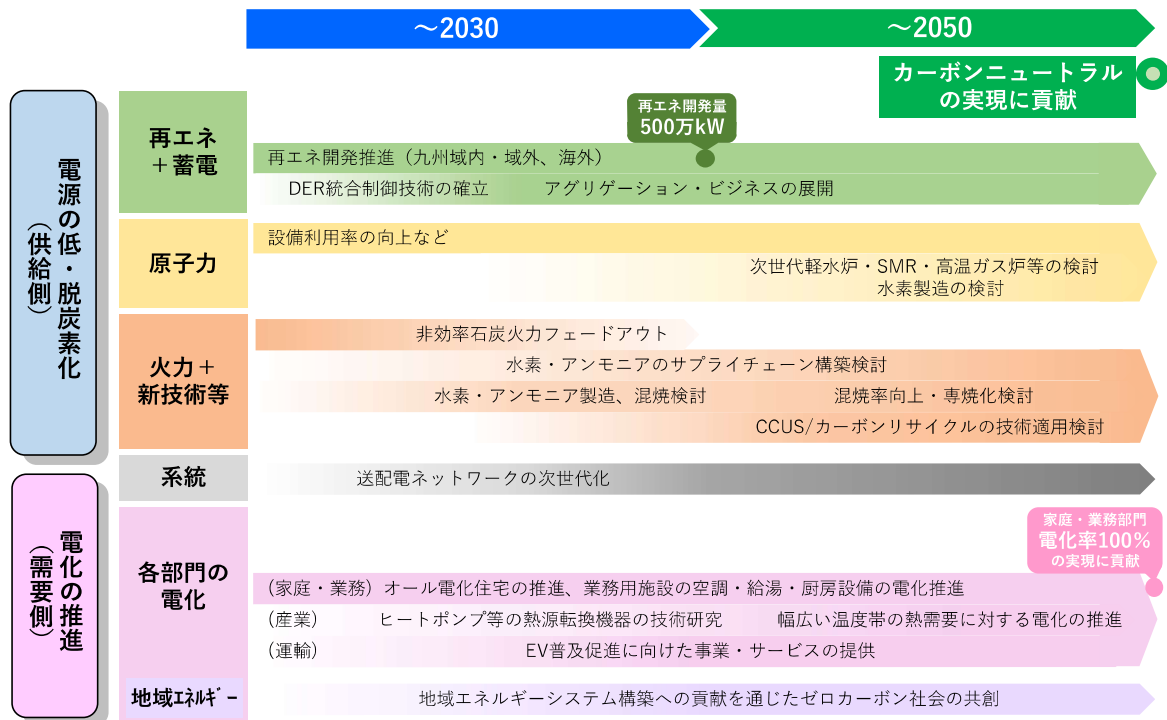 ～2030
～2050
カーボンニュートラル
の実現に貢献
電源の低・脱炭素化
（供給側）
再エネ
＋蓄電
再エネ開発量
500万kW
再エネ開発推進（九州域内・域外、海外）
DER統合制御技術の確立
アグリゲーション・ビジネスの展開
原子力
設備利用率の向上など
次世代軽水炉・SMR・高温ガス炉等の検討
水素製造の検討
火力＋
新技術等
非効率石炭火力フェードアウト
水素・アンモニアのサプライチェーン構築検討
水素・アンモニア製造、混焼検討
混焼率向上・専焼化検討
CCUS/カーボンリサイクルの技術適用検討
系統
送配電ネットワークの次世代化
電化の推進
（需要側）
各部門の
電化
家庭・業務部門
電化率100%
の実現に貢献
（家庭・業務）オール電化住宅の推進、業務用施設の空調・給湯・厨房設備の電化推進
（産業）
ヒートポンプ等の熱源転換機器の技術研究
幅広い温度帯の熱需要に対する電化の推進
（運輸）
EV普及促進に向けた事業・サービスの提供
地域ｴﾈﾙｷﾞｰ
地域エネルギーシステム構築への貢献を通じたゼロカーボン社会の共創